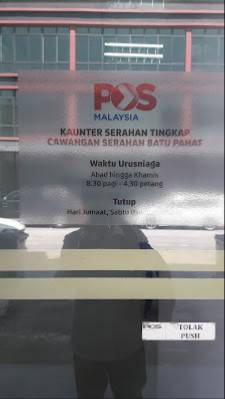 POS
MALAYSIA
KAUNTER SERAHAN TINGKAP
CAWANGAN SERAHAN BATU PAHAT
Waktu Urusniaga
Ahad hingga Khamis
8.30 pagi - 4.30 petang
Tutup
Hari Jumaat, Sabtu
POS
TOLAK
PUSH